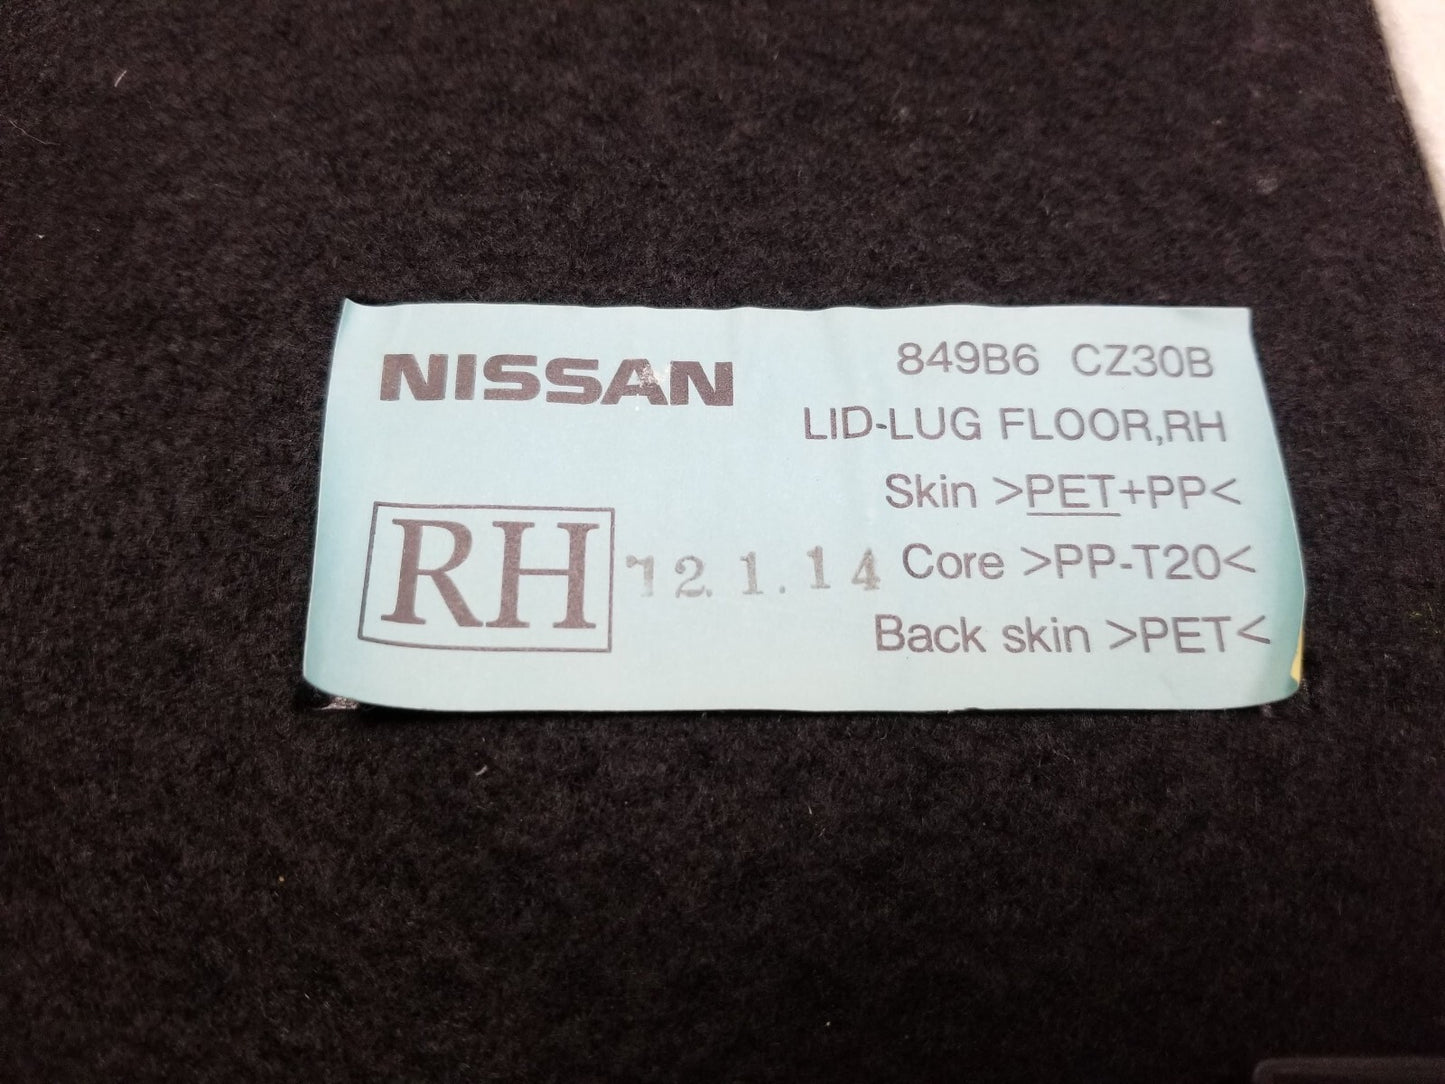 NISSAN
849B6 CZ30B
LID-LUG FLOOR,RH
Skin >PET+PP<
RH
'12.1.14
Core >PP-T20<
Back skin >PET<